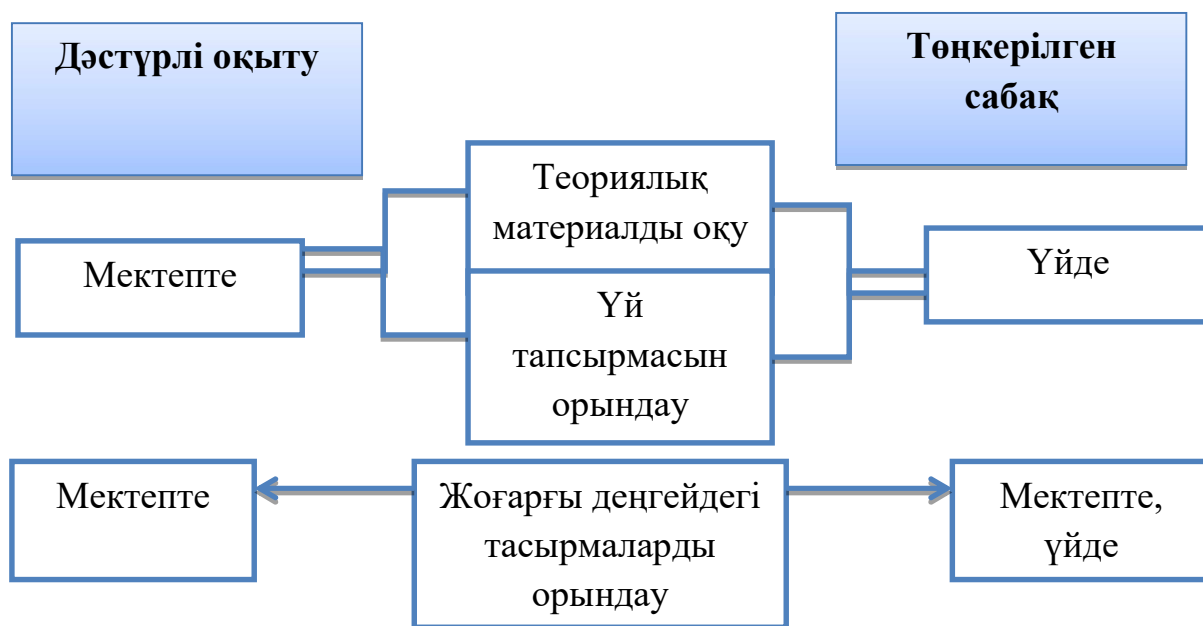 Дәстүрлі оқыту
Төңкерілген
сабақ
Теориялық
материалды оқу
Мектепте
Үйде
Үй
тапсырмасын
орындау
Мектепте
Жоғарғы деңгейдегі
тасырмаларды
орындау
Мектепте,
үйде